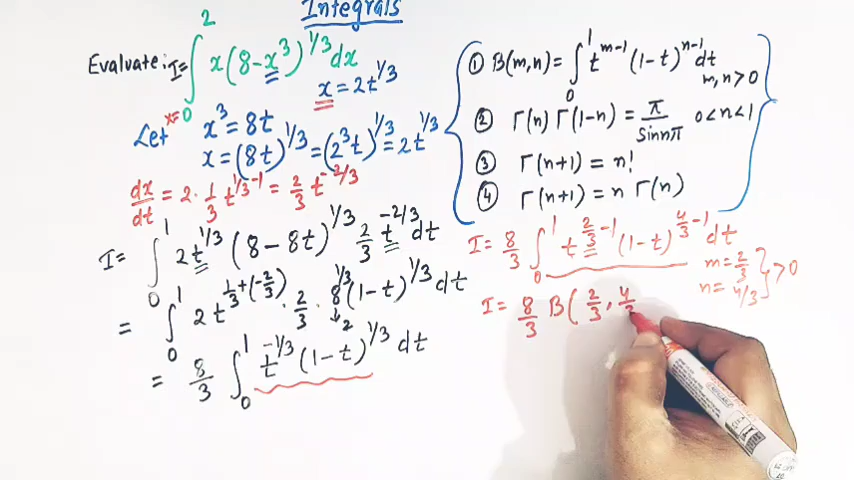 Integrals
Evaluate: I = ∫₀² x(8-x³)^{1/3} dx
x = 2t^{1/3}
x=0
Let x³ = 8t
x = (8t)^{1/3} = (2³t)^{1/3} = 2t^{1/3}
dx/dt = 2·1/3 t^{1/3-1} = 2/3 t^{-2/3}
I = ∫₀¹ 2t^{1/3} (8-8t)^{1/3} 2/3 t^{-2/3} dt
= ∫₀¹ 2t^{1/3+(-2/3)} · 2/3 · 8^{1/3} (1-t)^{1/3} dt
↓2
= 8/3 ∫₀¹ t^{-1/3} (1-t)^{1/3} dt
① B(m,n) = ∫₀¹ t^{m-1} (1-t)^{n-1} dt
m,n>0
② Γ(n) Γ(1-n) = π/Sinnπ 0<n<1
③ Γ(n+1) = n!
④ Γ(n+1) = n Γ(n)
I = 8/3 ∫₀¹ t^{2/3-1} (1-t)^{4/3-1} dt
m = 2/3
n = 4/3 } >0
I = 8/3 B(2/3, 4/3